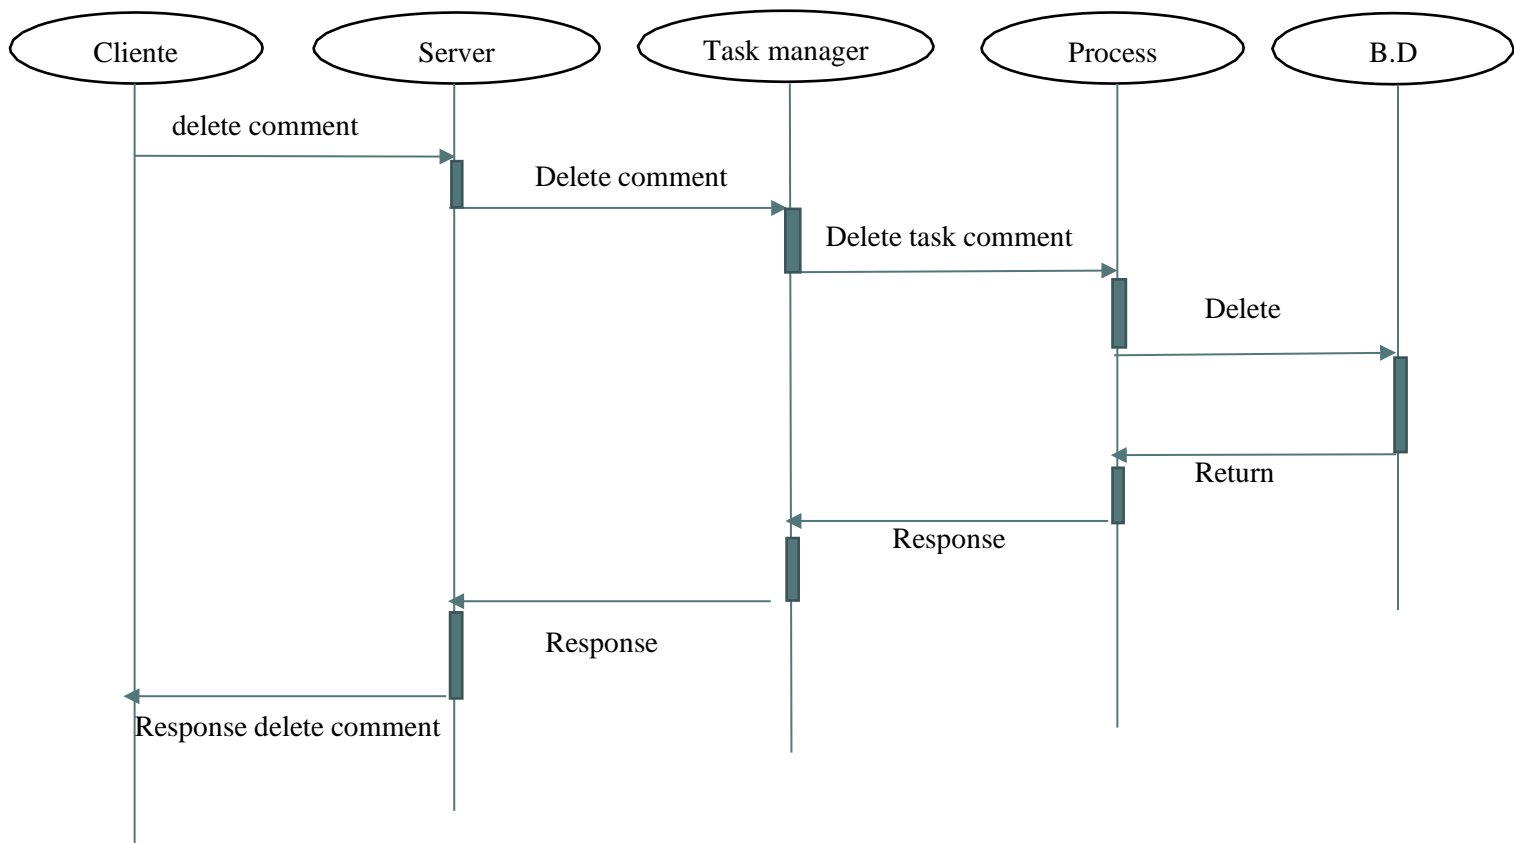 Cliente
Server
Task manager
Process
B.D
delete comment
Delete comment
Delete task comment
Delete
Return
Response
Response
Response delete comment